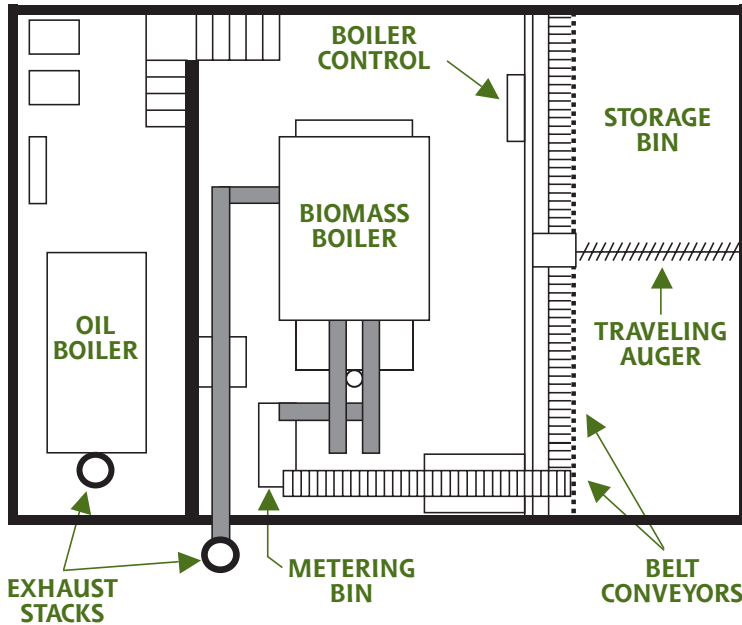 BOILER
CONTROL
STORAGE
BIN
BIOMASS
BOILER
OIL
BOILER
TRAVELING
AUGER
EXHAUST
STACKS
METERING
BIN
BELT
CONVEYORS